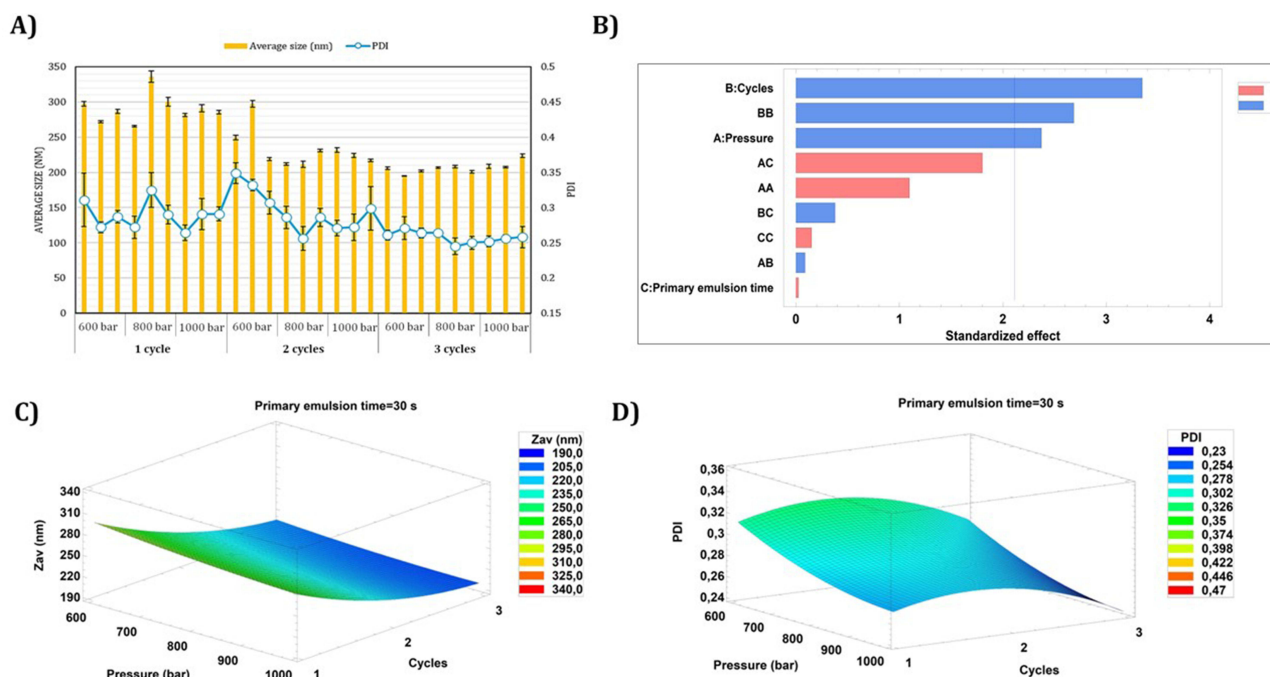 A)
Average size (nm) PDI
350 0.5
300 0.45
0.4
250
0.35
200
0.3
150
0.25
100
50 0.2
0 0.15
AVERAGE SIZE (NM)
PDI
600 bar 800 bar 1000 bar 600 bar 800 bar 1000 bar 600 bar 800 bar 1000 bar
1 cycle 2 cycles 3 cycles
B)
B:Cycles
BB
A:Pressure
AC
AA
BC
CC
AB
C:Primary emulsion time
0 1 2 3 4
Standardized effect
C)
Primary emulsion time=30 s
Zav (nm)
190,0
205,0
220,0
235,0
250,0
265,0
280,0
295,0
310,0
325,0
340,0
340
310
280
250
220
190
Zav (nm)
600
700
800
900
1000
Pressure (bar)
1
2
3
Cycles
D)
Primary emulsion time=30 s
PDI
0,23
0,254
0,278
0,302
0,326
0,35
0,374
0,398
0,422
0,446
0,47
0,36
0,34
0,32
0,3
0,28
0,26
0,24
PDI
600
700
800
900
1000
Pressure (bar)
1
2
3
Cycles